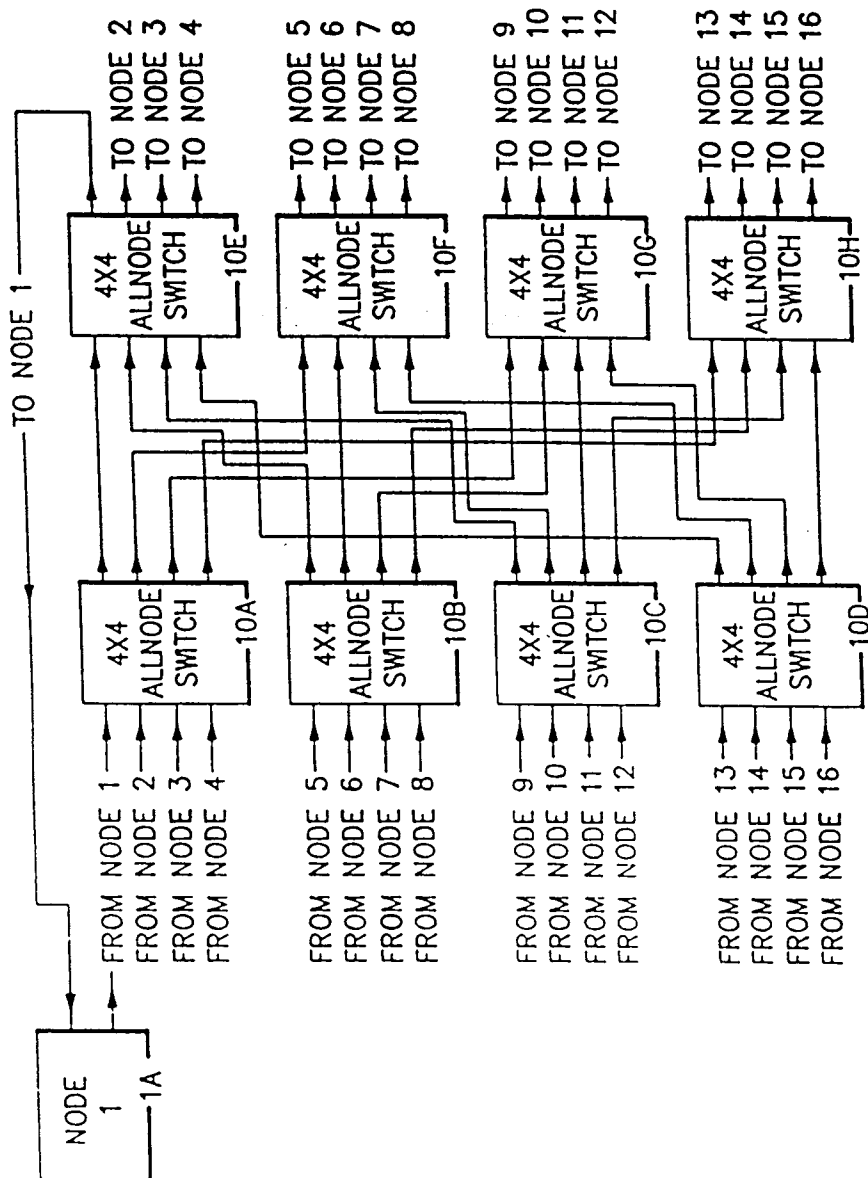 TO NODE 1
NODE
1
1A
FROM NODE 1
FROM NODE 2
FROM NODE 3
FROM NODE 4
4X4
ALLNODE
SWITCH
10A
FROM NODE 5
FROM NODE 6
FROM NODE 7
FROM NODE 8
4X4
ALLNODE
SWITCH
10B
FROM NODE 9
FROM NODE 10
FROM NODE 11
FROM NODE 12
4X4
ALLNODE
SWITCH
10C
FROM NODE 13
FROM NODE 14
FROM NODE 15
FROM NODE 16
4X4
ALLNODE
SWITCH
10D
4X4
ALLNODE
SWITCH
10E
TO NODE 2
TO NODE 3
TO NODE 4
4X4
ALLNODE
SWITCH
10F
TO NODE 5
TO NODE 6
TO NODE 7
TO NODE 8
4X4
ALLNODE
SWITCH
10G
TO NODE 9
TO NODE 10
TO NODE 11
TO NODE 12
4X4
ALLNODE
SWITCH
10H
TO NODE 13
TO NODE 14
TO NODE 15
TO NODE 16